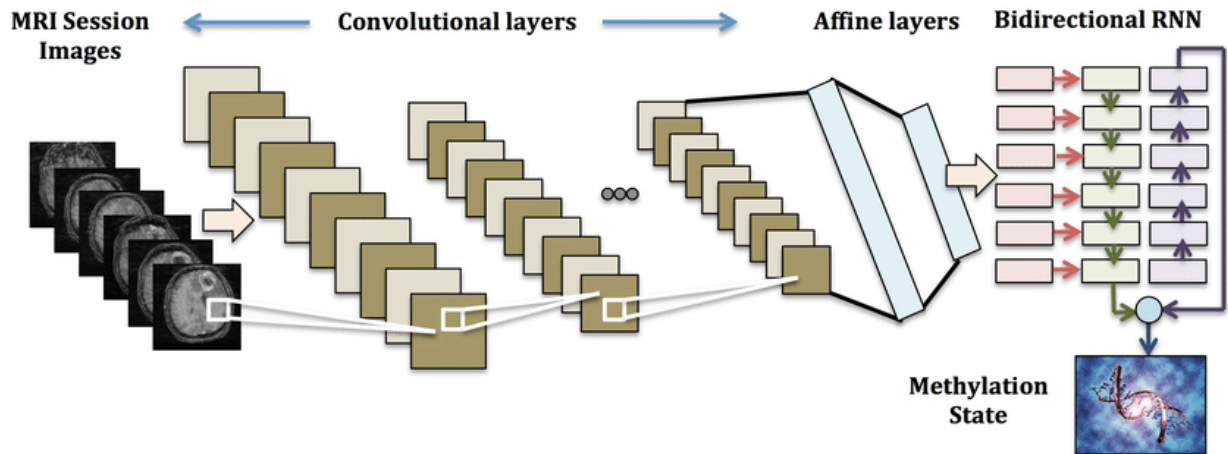 MRI Session
Images
Convolutional layers
Affine layers
Bidirectional RNN
Methylation
State